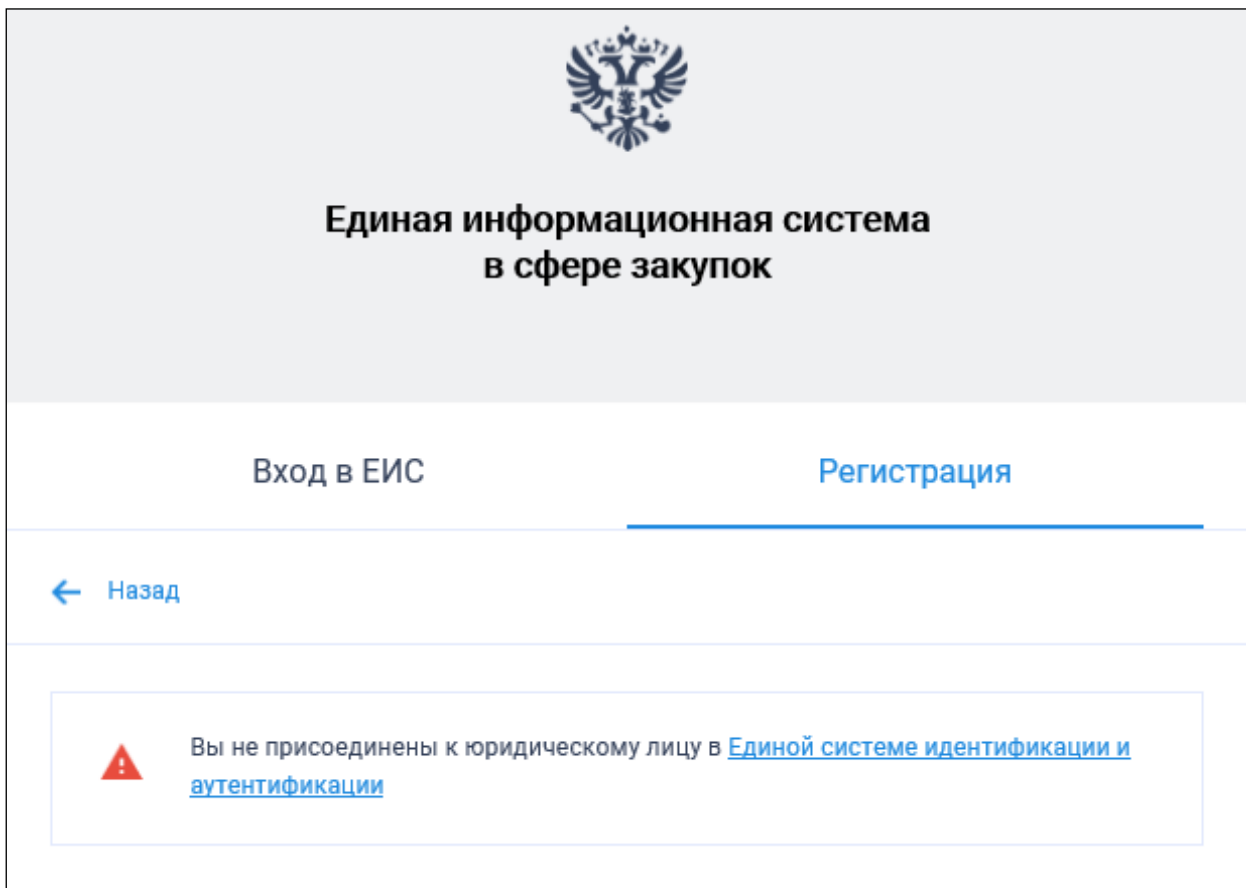 Единая информационная система
в сфере закупок
Вход в ЕИС
Регистрация
Назад
Вы не присоединены к юридическому лицу в Единой системе идентификации и
аутентификации